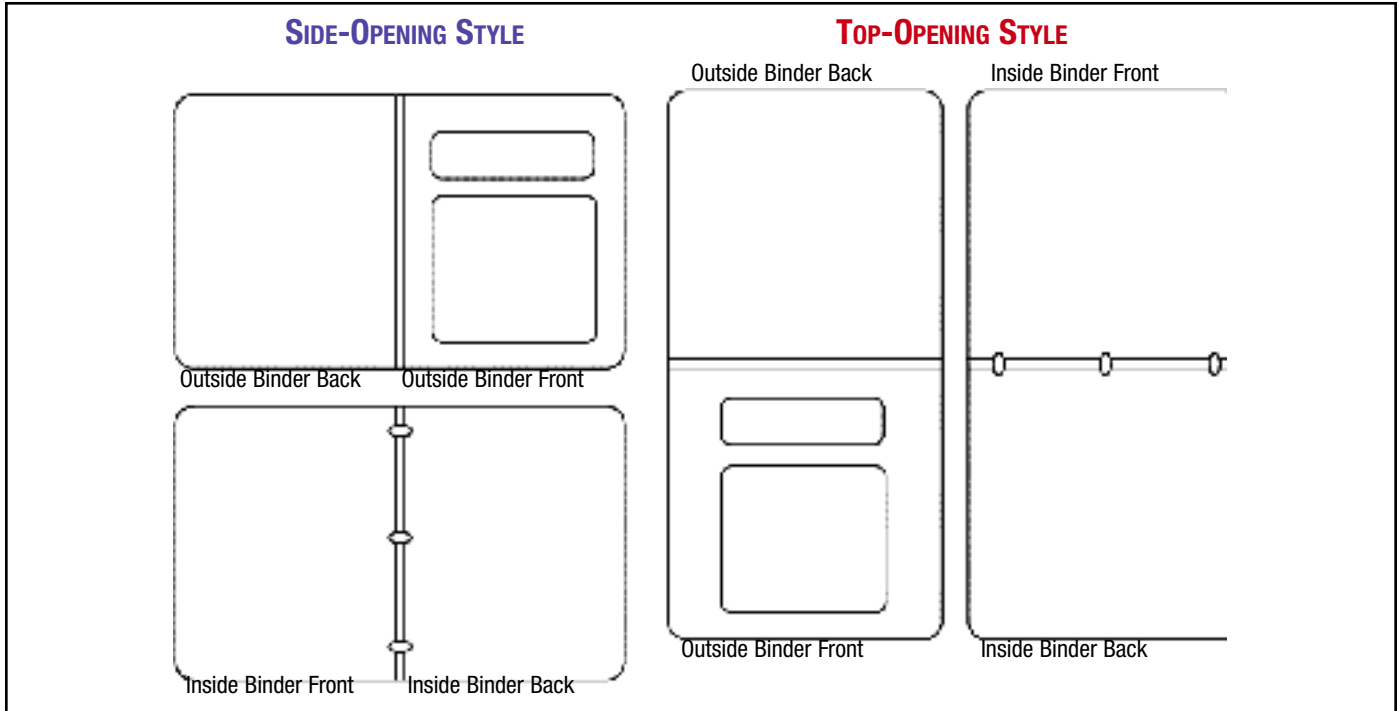 SIDE-OPENING STYLE
Outside Binder Back Outside Binder Front
Inside Binder Front Inside Binder Back
TOP-OPENING STYLE
Outside Binder Back Inside Binder Front
Outside Binder Front Inside Binder Back